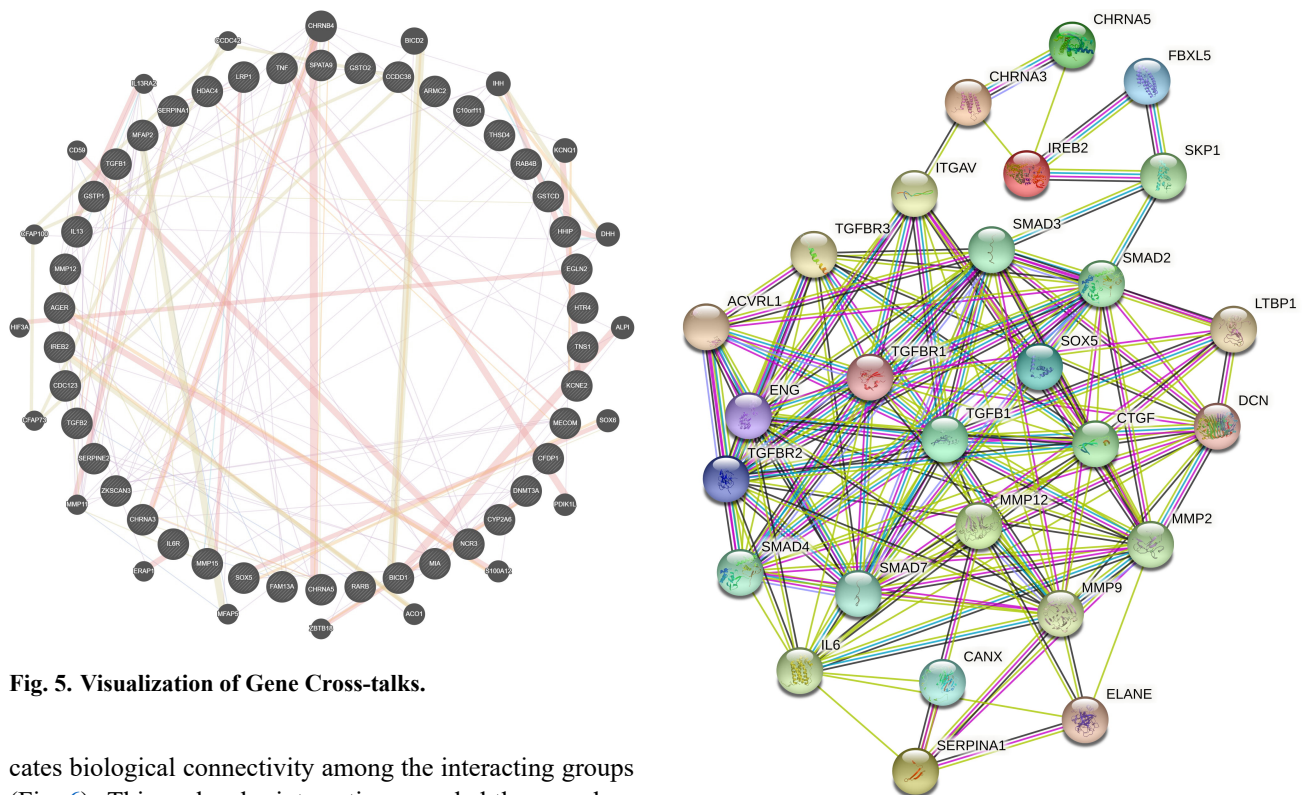 CHRNB4
BICD2
CCDC42
IL13RA2
IHH
CD59
KCNQ1
CFAP100
DHH
HIF3A
ALPI
CFAP73
SOX6
MMP11
PDIK1L
ERAP1
S100A12
MFAP5
ACO1
ZBTB18
SPATA9
GSTO2
CCDC38
ARMC2
C10orf11
THSD4
RAB4B
GSTCD
HHIP
EGLN2
HTR4
TNS1
KCNE2
MECOM
CFDP1
DNMT3A
CYP2A6
NCR3
MIA
BICD1
RARB
CHRNA5
FAM13A
SOX5
MMP15
IL6R
CHRNA3
ZKSCAN3
SERPINE2
TGFB2
CDC123
IREB2
AGER
MMP12
IL13
GSTP1
TGFB1
MFAP2
SERPINA1
HDAC4
LRP1
TNF
Fig. 5. Visualization of Gene Cross-talks.
cates biological connectivity among the interacting groups
CHRNA5
FBXL5
CHRNA3
IREB2
SKP1
ITGAV
SMAD3
TGFBR3
SMAD2
ACVRL1
LTBP1
TGFBR1
SOX5
ENG
DCN
TGFB1
CTGF
TGFBR2
MMP12
MMP2
SMAD4
SMAD7
MMP9
IL6
CANX
ELANE
SERPINA1